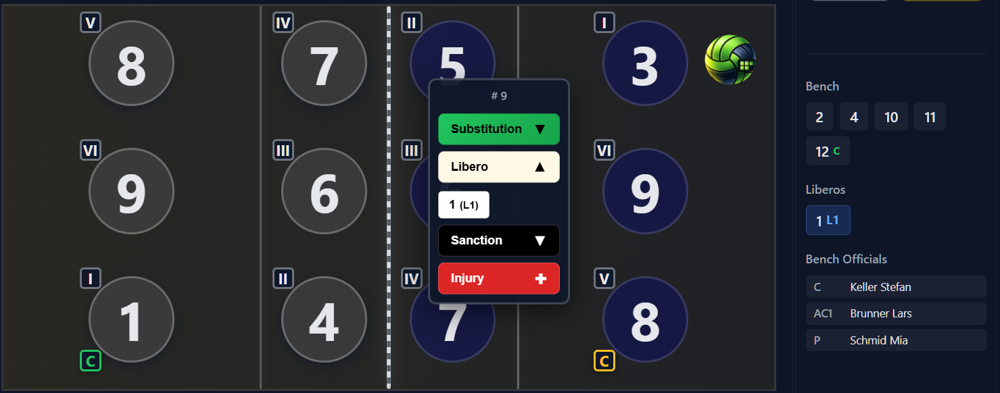 V
8
IV
7
II
5
I
3
VI
9
III
6
III
VI
9
I
1
C
II
4
IV
7
V
8
C
# 9
Substitution ▼
Libero ▲
1 (L1)
Sanction ▼
Injury ✚
Bench
2 4 10 11
12 C
Liberos
1 L1
Bench Officials
C Keller Stefan
AC1 Brunner Lars
P Schmid Mia